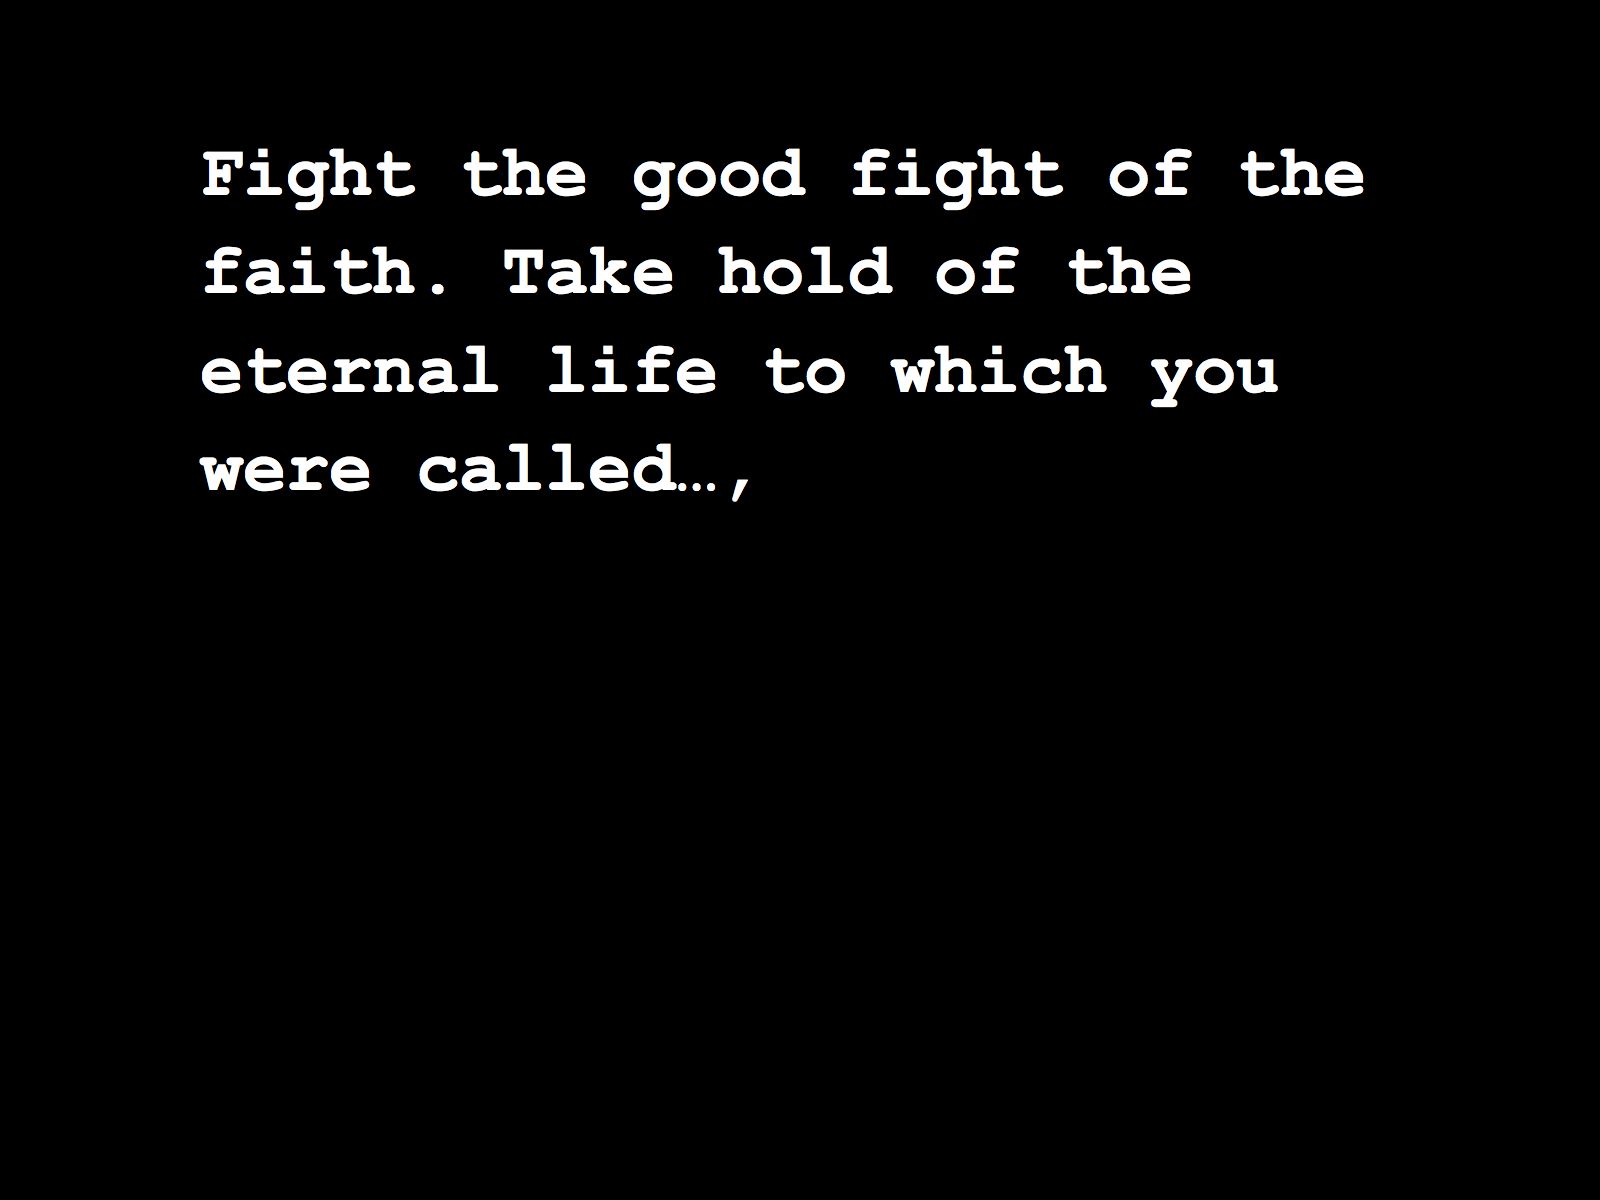 Fight the good fight of the
faith. Take hold of the
eternal life to which you
were called…,